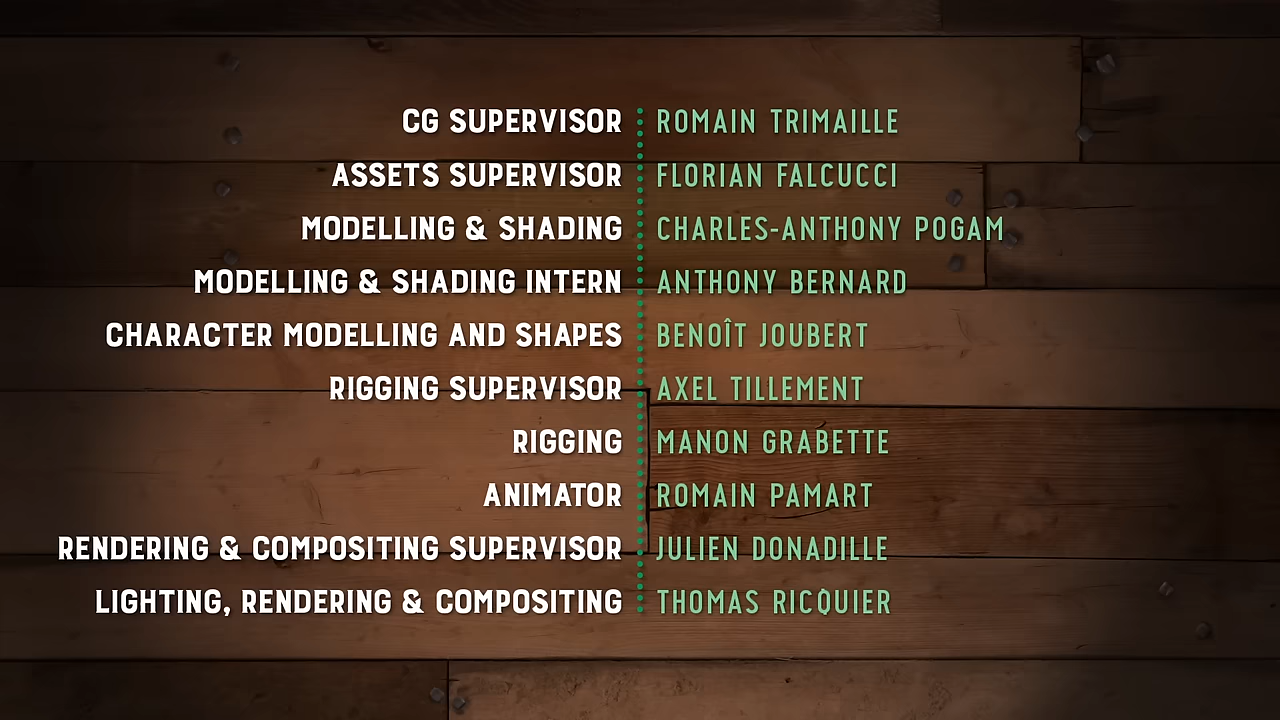 CG SUPERVISOR ROMAIN TRIMAILLE
ASSETS SUPERVISOR FLORIAN FALCUCCI
MODELLING & SHADING CHARLES-ANTHONY POGAM
MODELLING & SHADING INTERN ANTHONY BERNARD
CHARACTER MODELLING AND SHAPES BENOÎT JOUBERT
RIGGING SUPERVISOR AXEL TILLEMENT
RIGGING MANON GRABETTE
ANIMATOR ROMAIN PAMART
RENDERING & COMPOSITING SUPERVISOR JULIEN DONADILLE
LIGHTING, RENDERING & COMPOSITING THOMAS RICQUIER